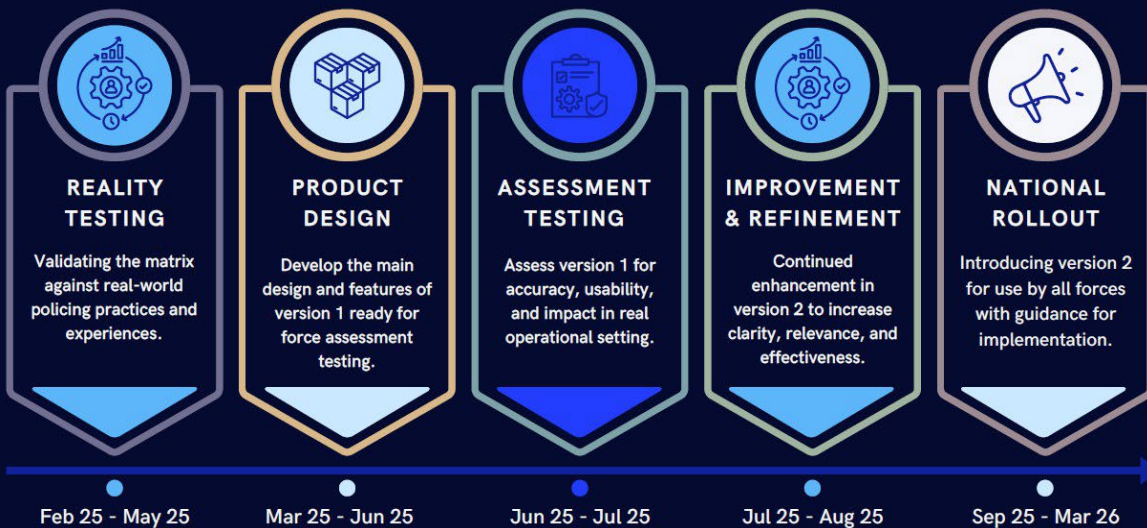 REALITY
TESTING
Validating the matrix
against real-world
policing practices and
experiences.
Feb 25 - May 25
PRODUCT
DESIGN
Develop the main
design and features of
version 1 ready for
force assessment
testing.
Mar 25 - Jun 25
ASSESSMENT
TESTING
Assess version 1 for
accuracy, usability,
and impact in real
operational setting.
Jun 25 - Jul 25
IMPROVEMENT
& REFINEMENT
Continued
enhancement in
version 2 to increase
clarity, relevance, and
effectiveness.
Jul 25 - Aug 25
NATIONAL
ROLLOUT
Introducing version 2
for use by all forces
with guidance for
implementation.
Sep 25 - Mar 26